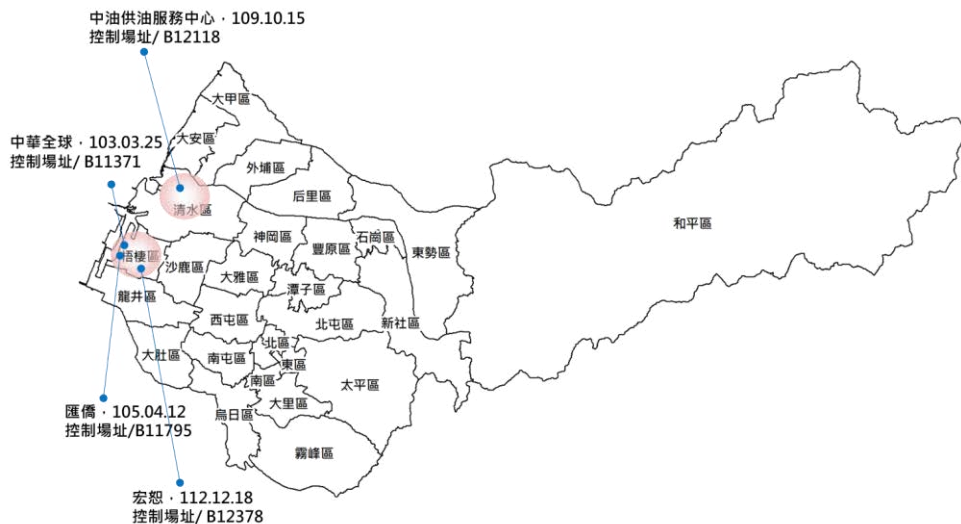 中油供油服務中心·109.10.15
控制場址/ B12118
大甲區
中華全球·103.03.25
控制場址/ B11371
大安區
外埔區
后里區
清水區
和平區
神岡區
豐原區
石崗區
東勢區
梧棲區
沙鹿區
大雅區
潭子區
龍井區
西屯區
北屯區
新社區
大肚區
南屯區
北區
東區
南區
太平區
大里區
烏日區
匯僑·105.04.12
控制場址/B11795
霧峰區
宏恕·112.12.18
控制場址/ B12378